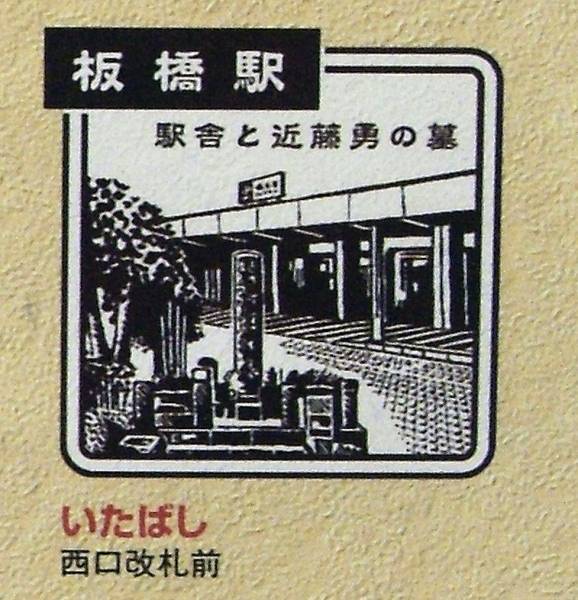 板橋駅
駅舎と近藤勇の墓
いたばし
西口改札前